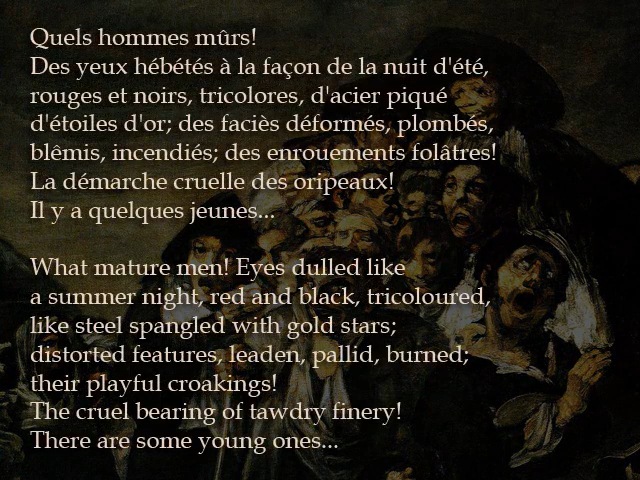 Quels hommes mûrs!
Des yeux hébétés à la façon de la nuit d'été,
rouges et noirs, tricolores, d'acier piqué
d'étoiles d'or; des faciès déformés, plombés,
blêmis, incendiés; des enrouements folâtres!
La démarche cruelle des oripeaux!
Il y a quelques jeunes...

What mature men! Eyes dulled like
a summer night, red and black, tricoloured,
like steel spangled with gold stars;
distorted features, leaden, pallid, burned;
their playful croakings!
The cruel bearing of tawdry finery!
There are some young ones...